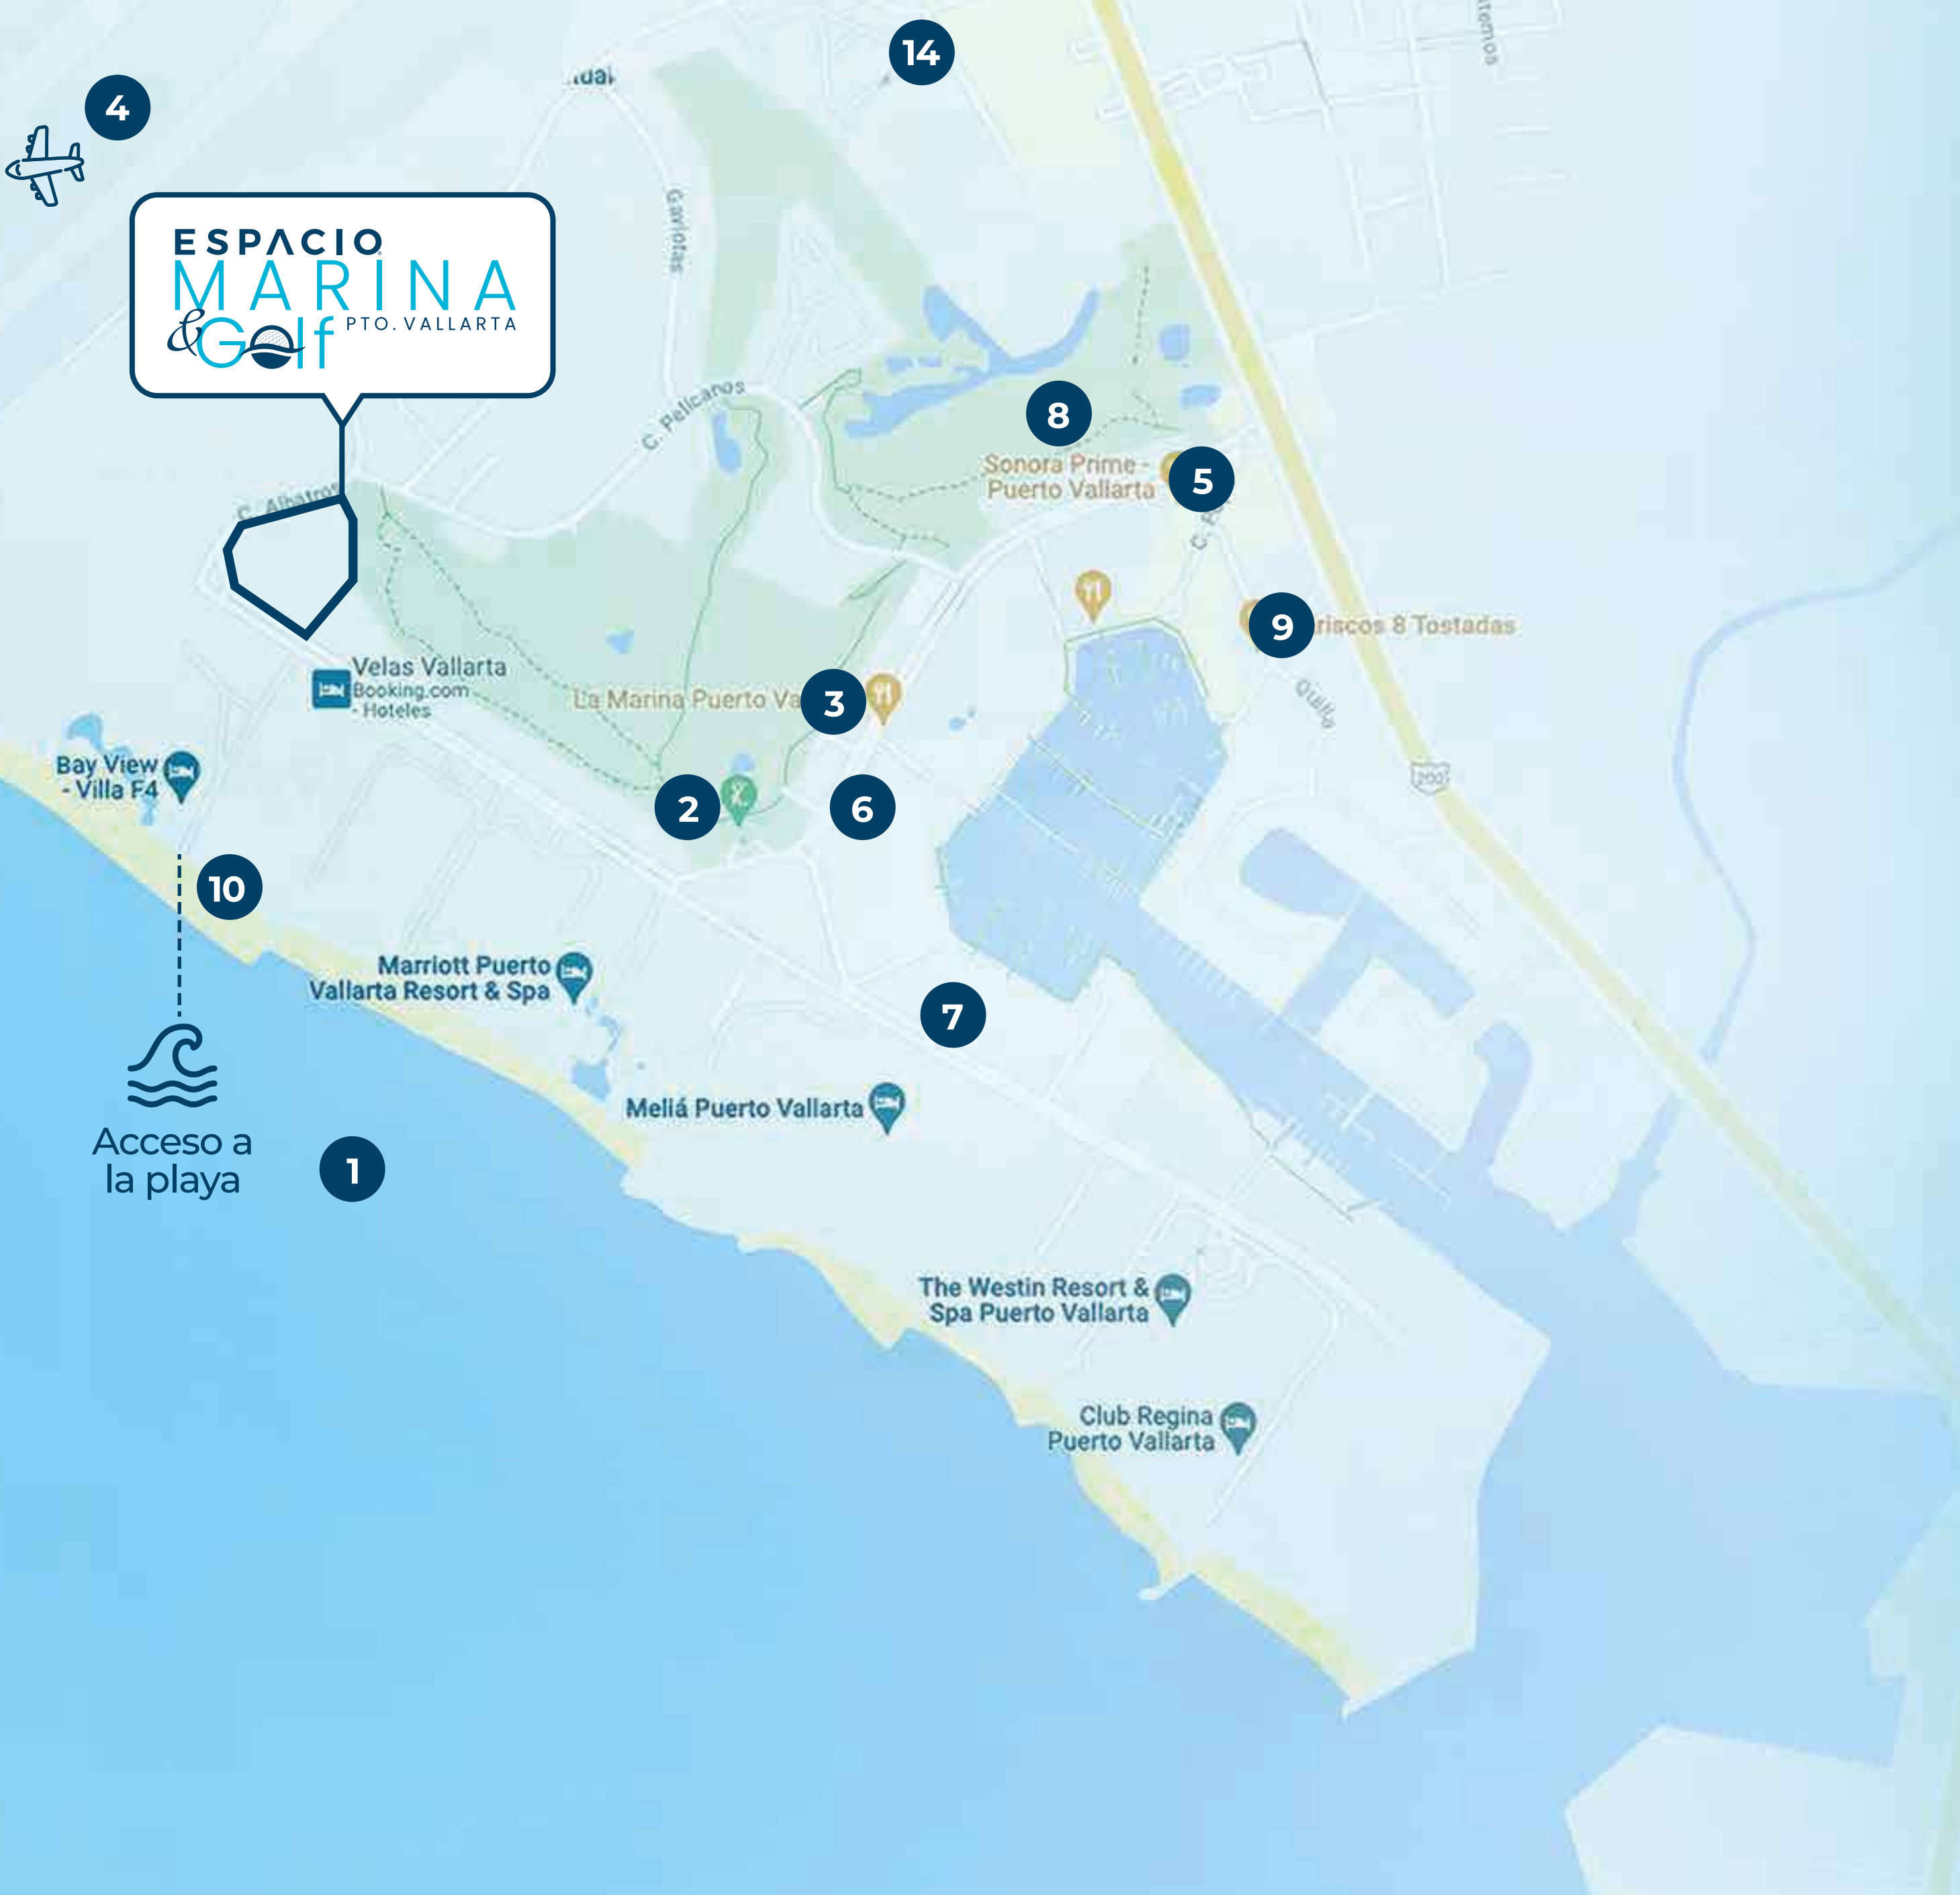 14
4
Gaviotas
ESPACIO
MARINA
&Golf PTO. VALLARTA
C. Pelícanos
8
Sonora Prime -
Puerto Vallarta
5
C. Albatros
C.
9
8 Tostadas
Quilla
Velas Vallarta
Booking.com
- Hoteles
La Marina Puerto
3
200
Bay View
- Villa F4
2
6
10
Marriott Puerto
Vallarta Resort & Spa
7
Meliá Puerto Vallarta
Acceso a
la playa
1
The Westin Resort &
Spa Puerto Vallarta
Club Regina
Puerto Vallarta